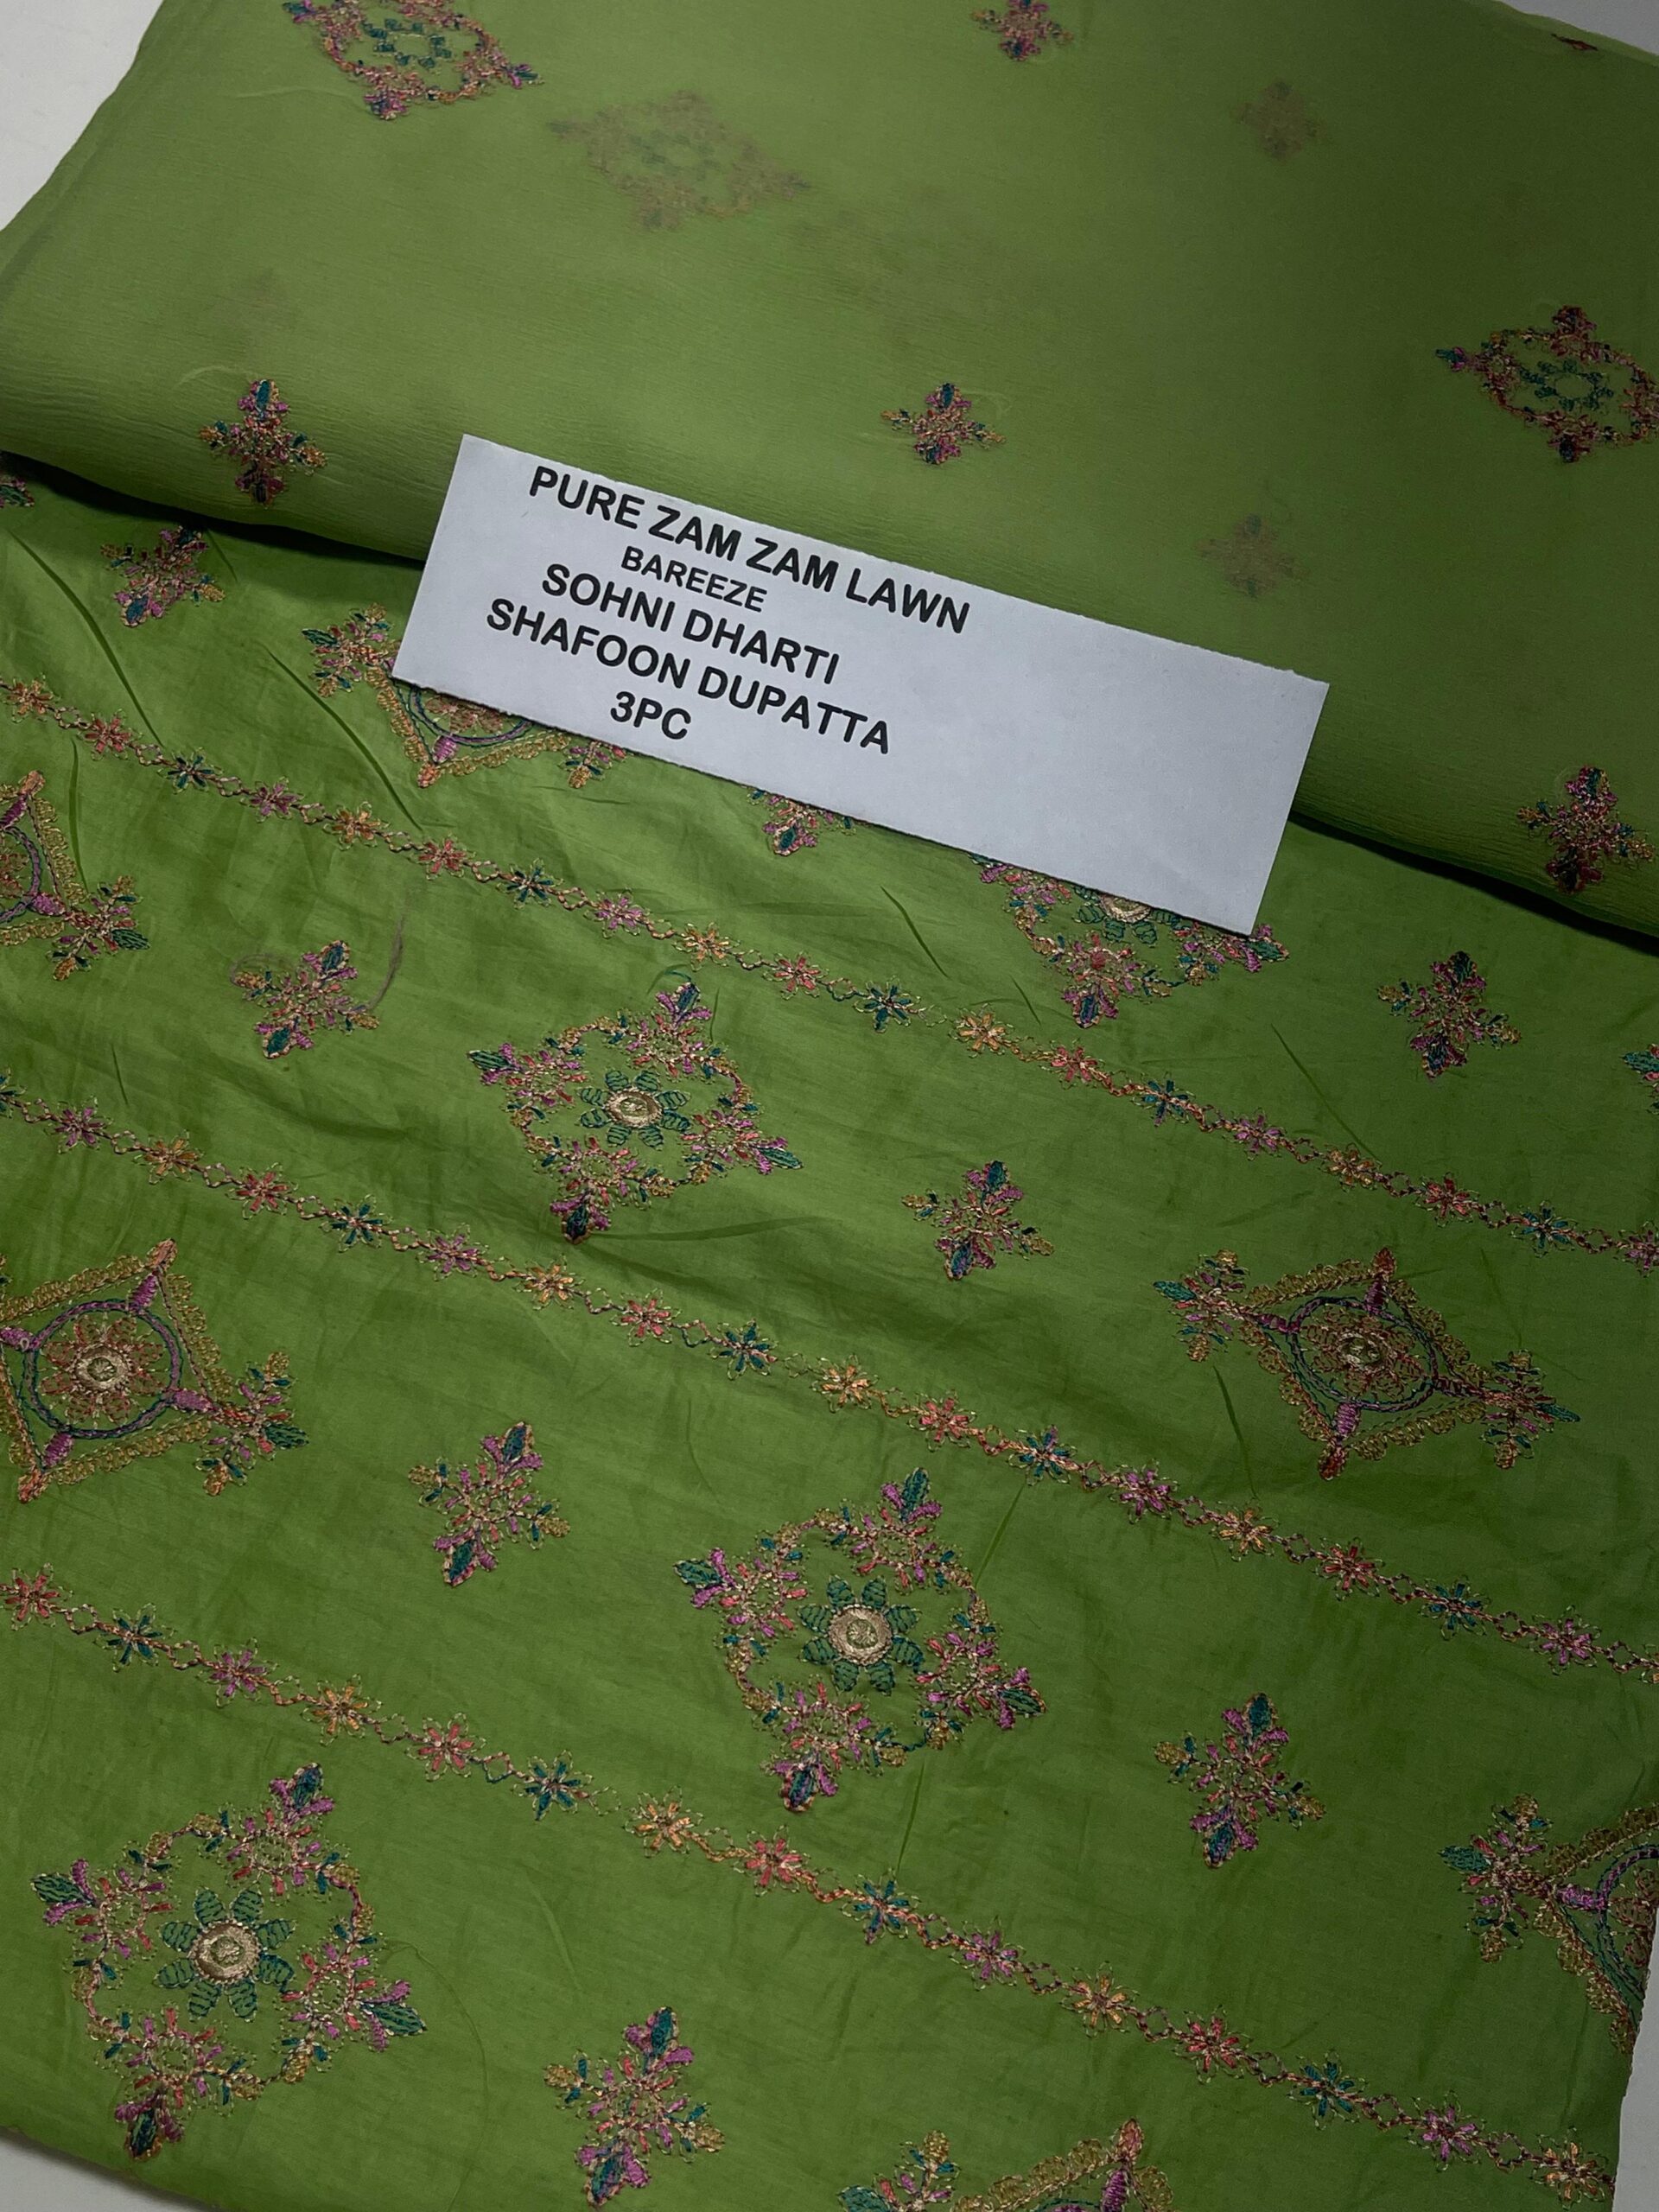 PURE ZAM ZAM LAWN
BAREEZE
SOHNI DHARTI
SHAFOON DUPATTA
3PC